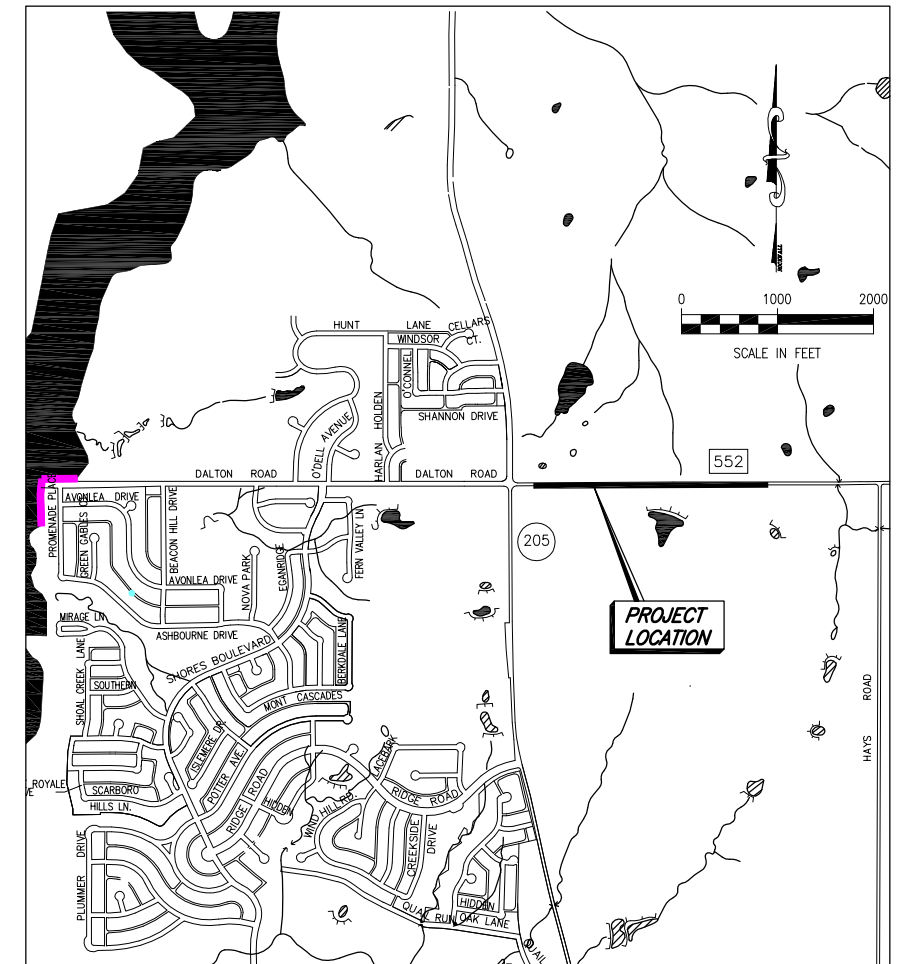 0 1000 2000
SCALE IN FEET
HUNT LANE CELLARS CT.
WINDSOR
O'CONNEL
SHANNON DRIVE
HARLAN HOLDEN
O'DELL AVENUE
DALTON ROAD
DALTON ROAD
552
PROMENADE PLACE
AVONLEA DRIVE
GREEN GABLES
BEACON HILL DRIVE
AVONLEA DRIVE
NOVA PARK
EGANRIDGE
FERN VALLEY LN
205
PROJECT
LOCATION
MIRAGE LN
ASHBOURNE DRIVE
SHORES BOULEVARD
BERKDALE LANE
SHOAL CREEK LANE
SOUTHERN
MONT CASCADES
ISLEMERE DR.
POTTER AVE.
RIDGE ROAD
HIDDEN
LACEBARK
RIDGE ROAD
WIND HILL RD.
CREEKSIDE
DRIVE
HAYS ROAD
ROYALE
SCARBORO
HILLS LN.
PLUMMER DRIVE
HIDDEN
QUAIL RUN
OAK LANE
QUAIL